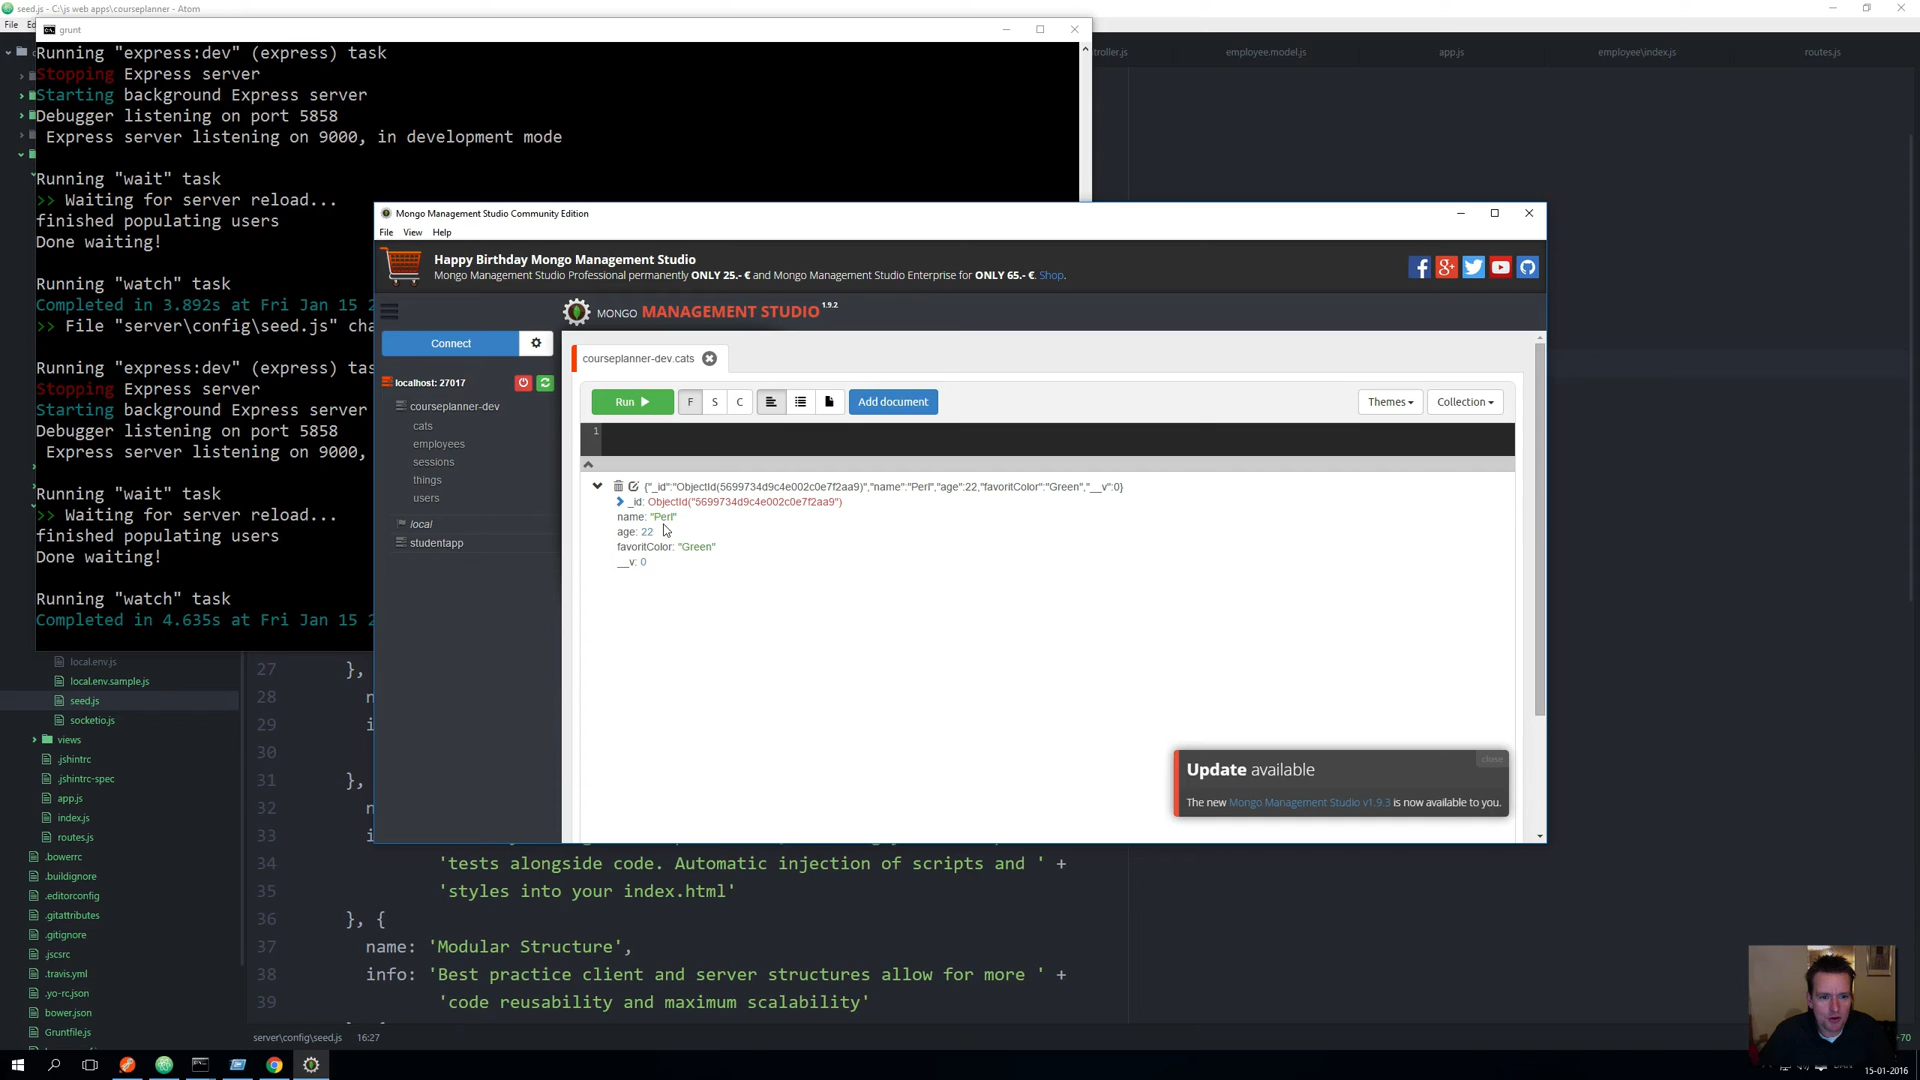 seed.js - C:\js web apps\courseplanner - Atom
File
grunt
Running "express:dev" (express) task
Stopping Express server
Starting background Express server
Debugger listening on port 5858
Express server listening on 9000, in development mode
Running "wait" task
>> Waiting for server reload...
finished populating users
Done waiting!
Running "watch" task
Completed in 3.892s at Fri Jan 15 2
>> File "server\config\seed.js" cha
Running "express:dev" (express) tas
Stopping Express server
Starting background Express server
Debugger listening on port 5858
Express server listening on 9000,
Running "wait" task
>> Waiting for server reload...
finished populating users
Done waiting!
Running "watch" task
Completed in 4.635s at Fri Jan 15 2
troller.js
employee.model.js
app.js
employee\index.js
routes.js
Mongo Management Studio Community Edition
File View Help
Happy Birthday Mongo Management Studio
Mongo Management Studio Professional permanently ONLY 25.- € and Mongo Management Studio Enterprise for ONLY 65.- €. Shop.
MONGO MANAGEMENT STUDIO 1.9.2
Connect
localhost: 27017
courseplanner-dev
cats
employees
sessions
things
users
local
studentapp
courseplanner-dev.cats
Run F S C Add document Themes Collection
1
{"_id":"ObjectId(5699734d9c4e002c0e7f2aa9)","name":"Perl","age":22,"favoritColor":"Green","__v":0}
_id: ObjectId("5699734d9c4e002c0e7f2aa9")
name: "Perl"
age: 22
favoritColor: "Green"
__v: 0
close
Update available
The new Mongo Management Studio v1.9.3 is now available to you.
local.env.js
local.env.sample.js
seed.js
socketio.js
views
.jshintrc
.jshintrc-spec
app.js
index.js
routes.js
.bowerrc
.buildignore
.editorconfig
.gitattributes
.gitignore
.jscsrc
.travis.yml
.yo-rc.json
bower.json
Gruntfile.js
27 },
28 n
29 i
30
31 },
32 n
33 i
34 'tests alongside code. Automatic injection of scripts and ' +
35 'styles into your index.html'
36 }, {
37 name: 'Modular Structure',
38 info: 'Best practice client and server structures allow for more ' +
39 'code reusability and maximum scalability'
server\config\seed.js 16:27
15-01-2016